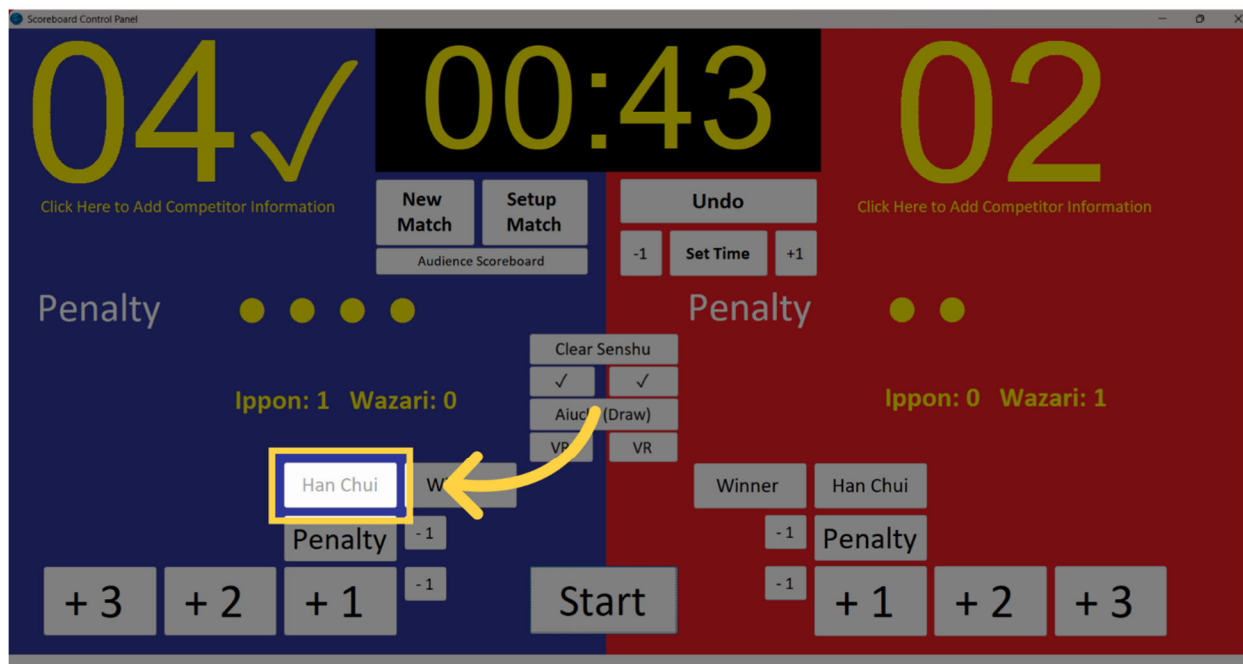 Scoreboard Control Panel
04✓
00:43
02
Click Here to Add Competitor Information
New
Match
Setup
Match
Undo
Click Here to Add Competitor Information
Audience Scoreboard
-1
Set Time
+1
Penalty
Penalty
Clear Senshu
✓ ✓
Ippon: 1 Wazari: 0
(Draw)
Ippon: 0 Wazari: 1
VR
Han Chui
Winner
Han Chui
Penalty
- 1
- 1
Penalty
+ 3
+ 2
+ 1
- 1
Start
- 1
+ 1
+ 2
+ 3